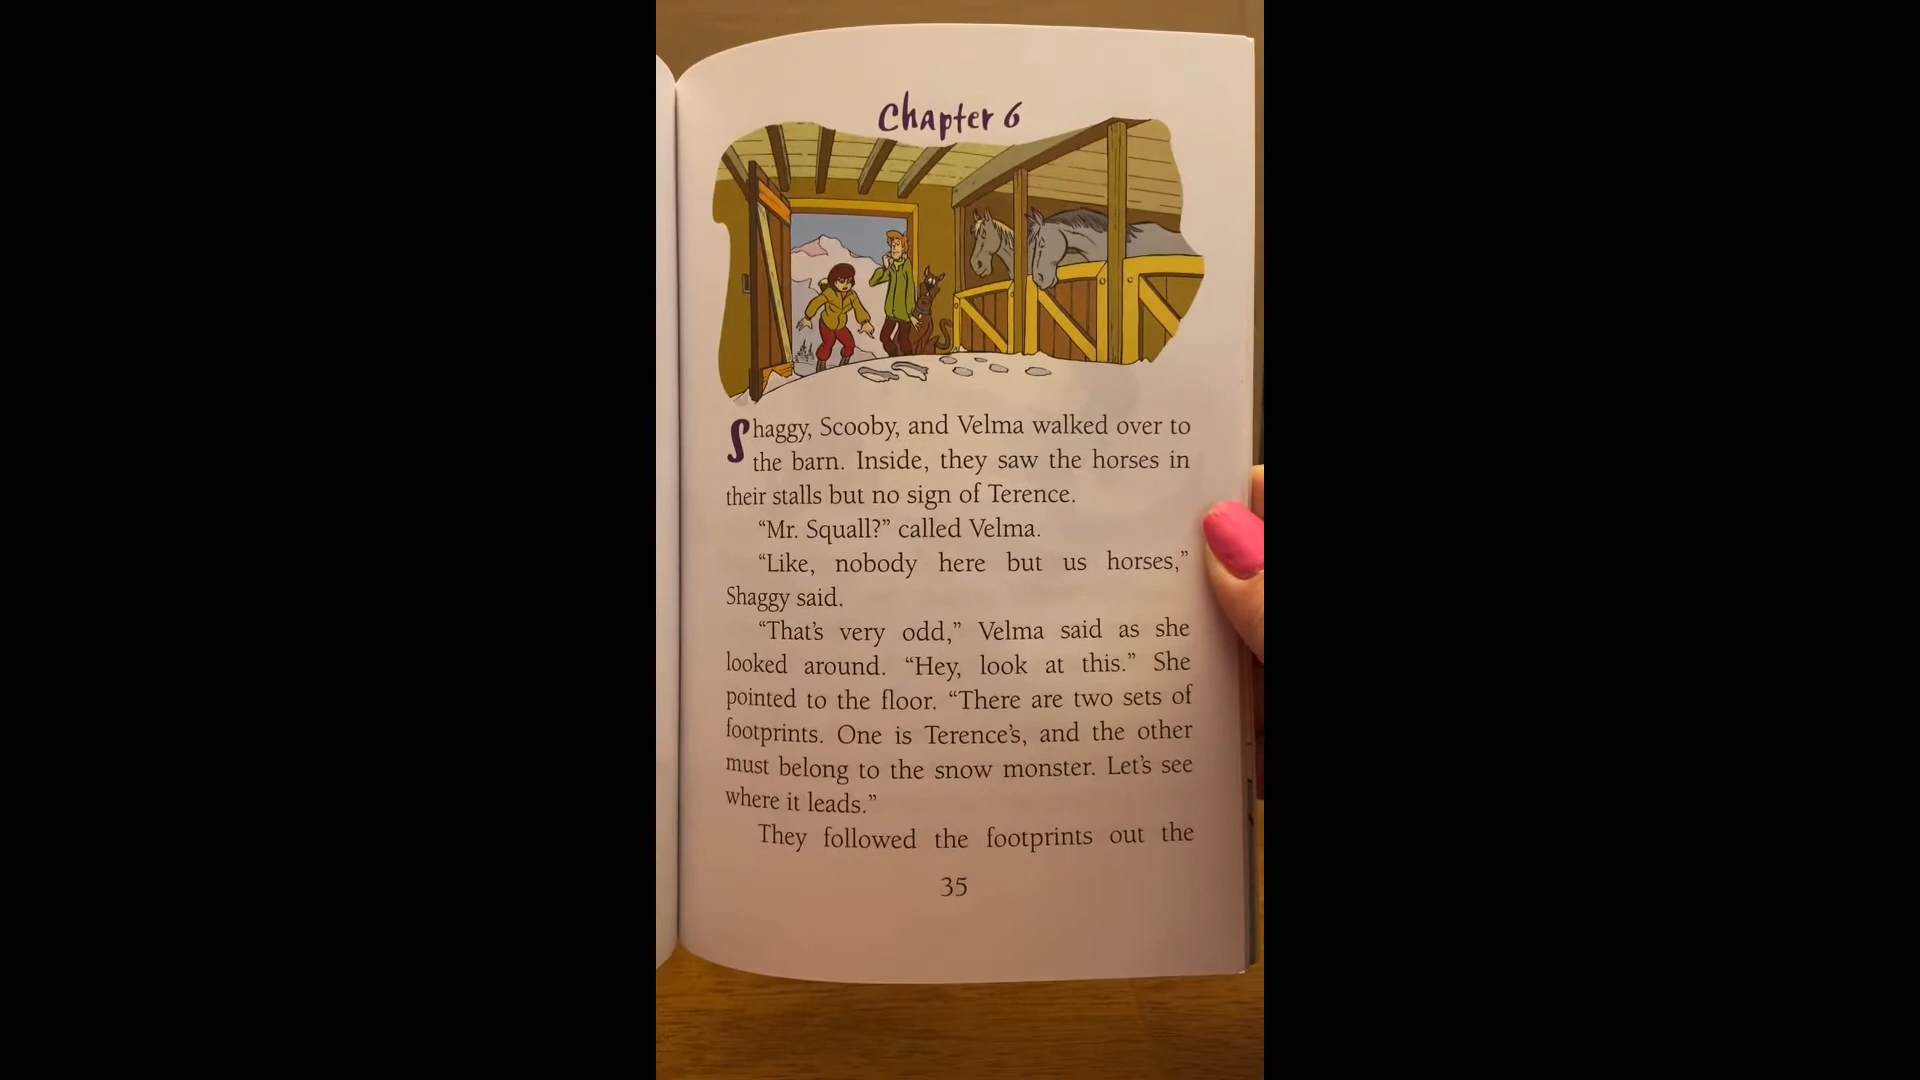 Chapter 6
Shaggy, Scooby, and Velma walked over to
the barn. Inside, they saw the horses in
their stalls but no sign of Terence.
“Mr. Squall?” called Velma.
“Like, nobody here but us horses,”
Shaggy said.
“That’s very odd,” Velma said as she
looked around. “Hey, look at this.” She
pointed to the floor. “There are two sets of
footprints. One is Terence’s, and the other
must belong to the snow monster. Let’s see
where it leads.”
They followed the footprints out the
35